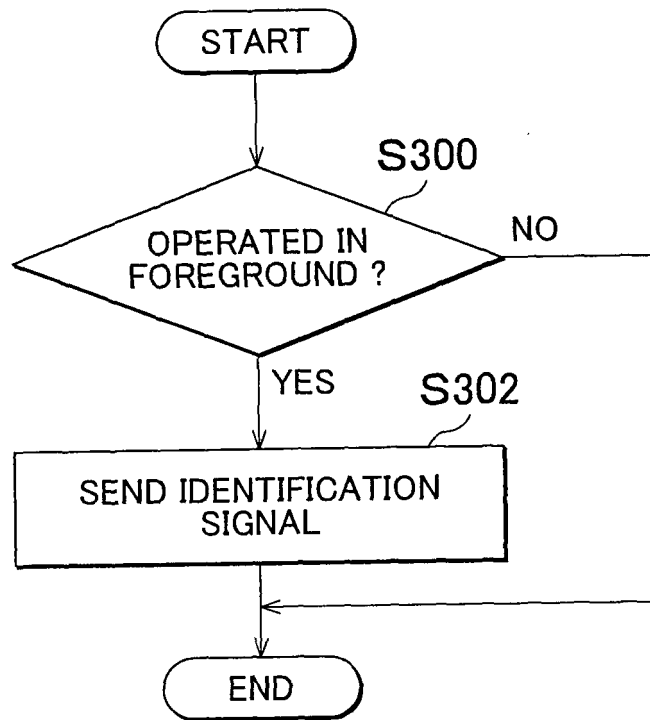 START
S300
OPERATED IN
FOREGROUND ?
NO
YES
S302
SEND IDENTIFICATION
SIGNAL
END